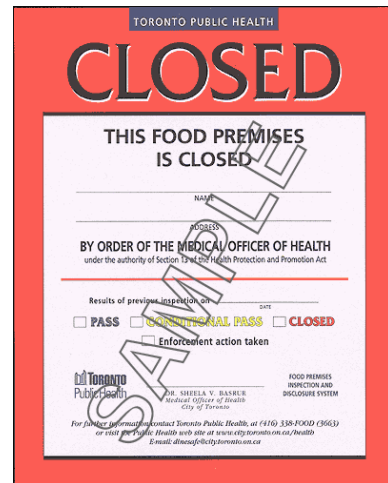 TORONTO PUBLIC HEALTH
CLOSED
THIS FOOD PREMISES
IS CLOSED
NAME
ADDRESS
BY ORDER OF THE MEDICAL OFFICER OF HEALTH
under the authority of Section 13 of the Health Protection and Promotion Act
Results of previous inspection on
DATE
PASS CONDITIONAL PASS CLOSED
Enforcement action taken
TORONTO
Public Health
DR. SHEELA V. BASRUR
Medical Officer of Health
City of Toronto
FOOD PREMISES
INSPECTION AND
DISCLOSURE SYSTEM
For further information contact Toronto Public Health, at (416) 338-FOOD (3663)
or visit the Public Health web site at www.city.toronto.on.ca/health
E-mail: dinesafe@city.toronto.on.ca
SAMPLE